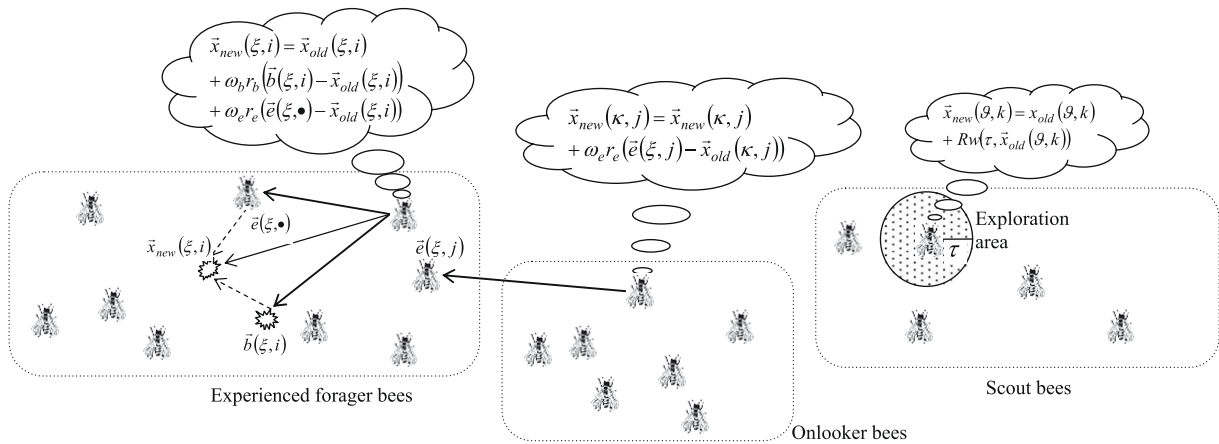 x⃗_new(ξ,i) = x⃗_old(ξ,i)
+ ω_b r_b(b⃗(ξ,i) − x⃗_old(ξ,i))
+ ω_e r_e(e⃗(ξ,•) − x⃗_old(ξ,i))
x⃗_new(κ,j) = x⃗_new(κ,j)
+ ω_e r_e(e⃗(ξ,j) − x⃗_old(κ,j))
x⃗_new(ϑ,k) = x_old(ϑ,k)
+ Rw(τ, x⃗_old(ϑ,k))
e⃗(ξ,•)
x⃗_new(ξ,i)
e⃗(ξ,j)
b⃗(ξ,i)
Exploration
area
τ
Experienced forager bees
Onlooker bees
Scout bees